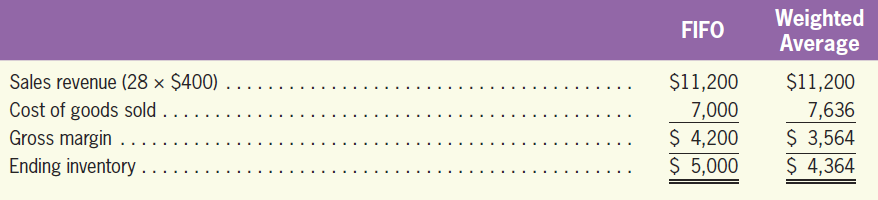 FIFO Weighted Average
Sales revenue (28 × $400) . . . . . . . . . . . . . . . . . . . . . . . . . . . . . . . . . . . . . . . $11,200 $11,200
Cost of goods sold . . . . . . . . . . . . . . . . . . . . . . . . . . . . . . . . . . . . . . . . . . . . . 7,000 7,636
Gross margin . . . . . . . . . . . . . . . . . . . . . . . . . . . . . . . . . . . . . . . . . . . . . . . . . $ 4,200 $ 3,564
Ending inventory . . . . . . . . . . . . . . . . . . . . . . . . . . . . . . . . . . . . . . . . . . . . . . . $ 5,000 $ 4,364